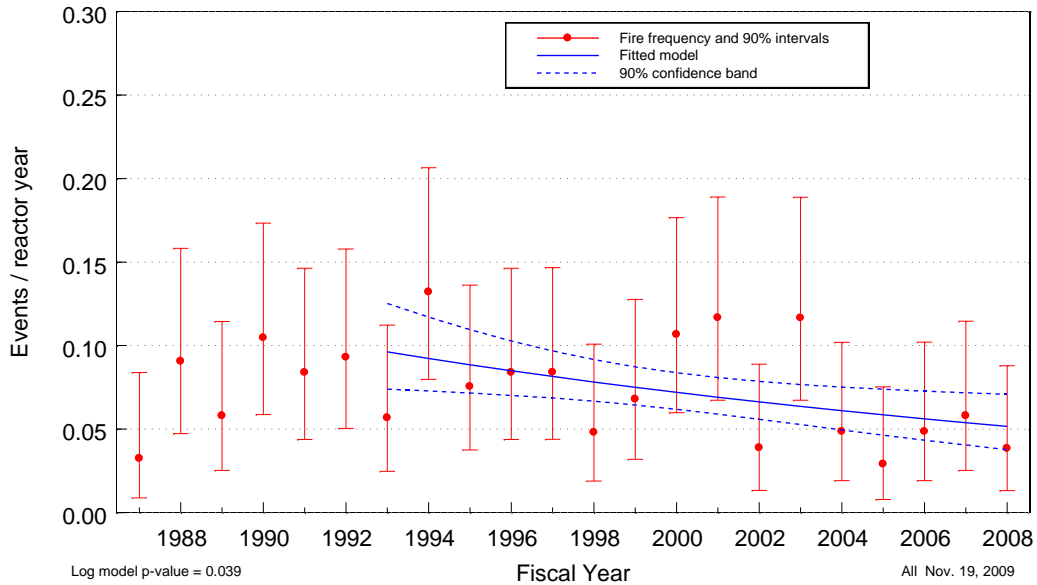 0.30
0.25
0.20
0.15
0.10
0.05
0.00
Events / reactor year
Fire frequency and 90% intervals
Fitted model
90% confidence band
1988 1990 1992 1994 1996 1998 2000 2002 2004 2006 2008
Log model p-value = 0.039
Fiscal Year
All Nov. 19, 2009